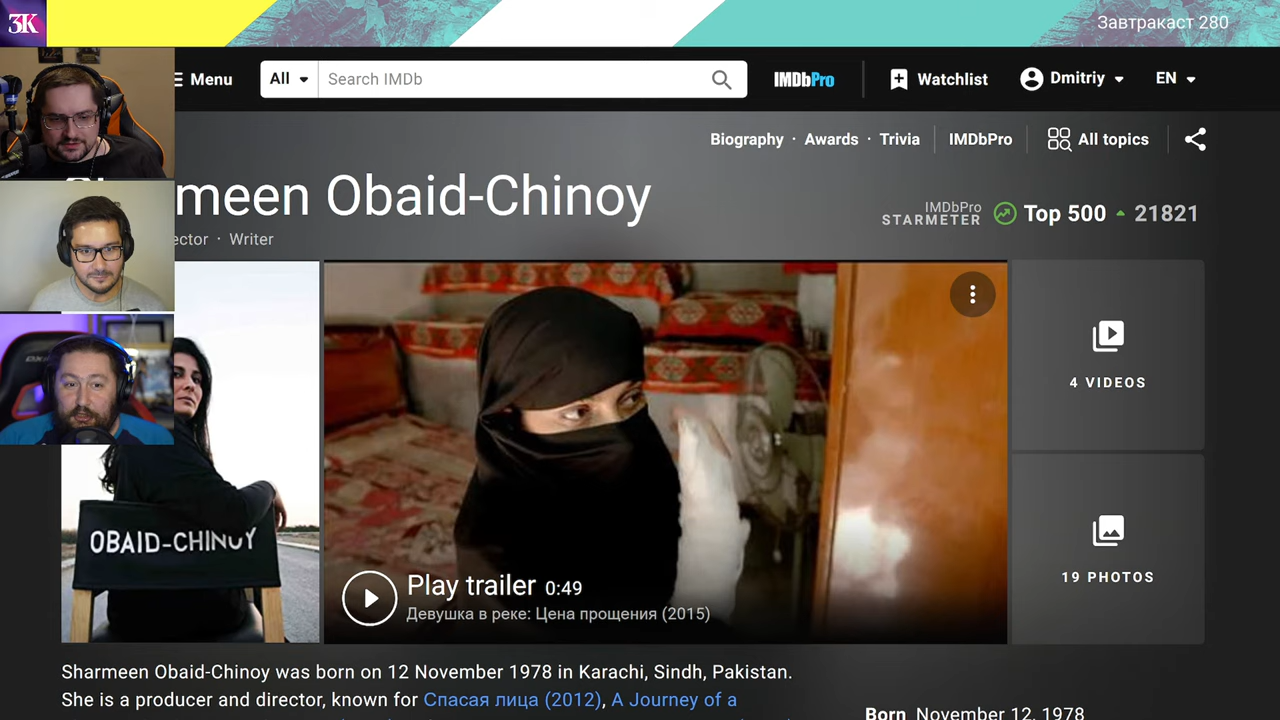 ЗК
Завтракаст 280
Menu
All
Search IMDb
IMDbPro
Watchlist
Dmitriy
EN
Biography · Awards · Trivia
IMDbPro
All topics
meen Obaid-Chinoy
IMDbPro
STARMETER
Top 500
21821
ector · Writer
OBAID-CHINOY
4 VIDEOS
19 PHOTOS
Play trailer 0:49
Девушка в реке: Цена прощения (2015)
Sharmeen Obaid-Chinoy was born on 12 November 1978 in Karachi, Sindh, Pakistan.
She is a producer and director, known for Спасая лица (2012), A Journey of a
Born November 12, 1978